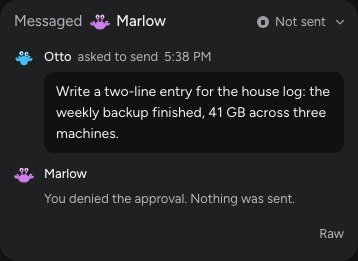 Messaged Marlow Not sent
Otto asked to send 5:38 PM
Write a two-line entry for the house log: the
weekly backup finished, 41 GB across three
machines.
Marlow
You denied the approval. Nothing was sent.
Raw